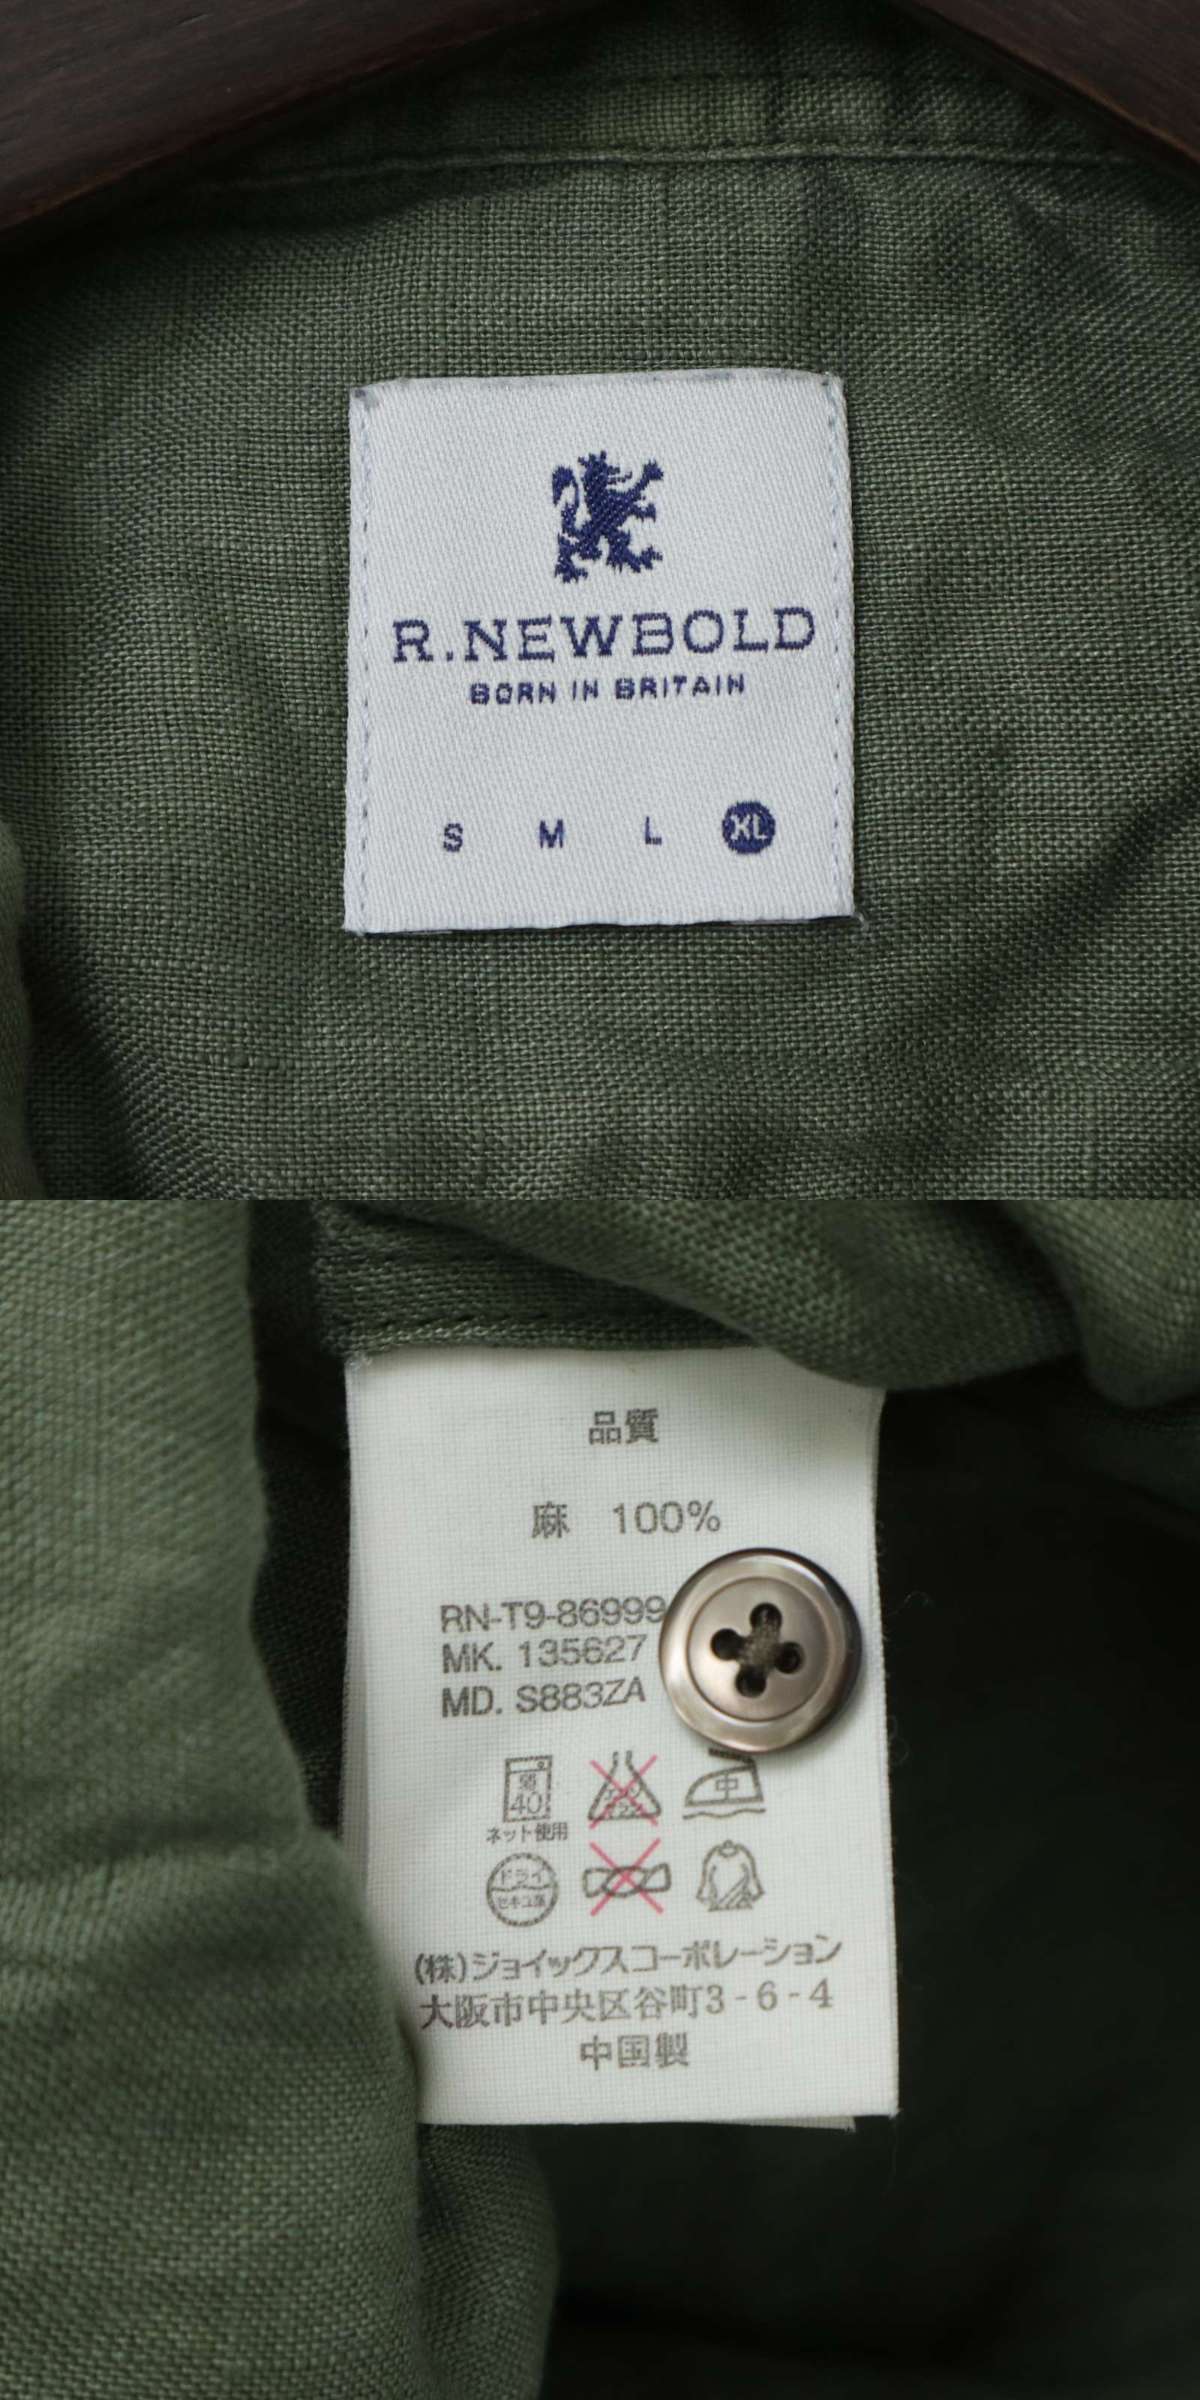 R.NEWBOLD
BORN IN BRITAIN
S M L XL
品質
麻 100%
RN-T9-86999
MK. 135627
MD. S883ZA
弱
40
中
ネット使用
ドライ
セキユ系
(株)ジョイックスコーポレーション
大阪市中央区谷町3-6-4
中国製